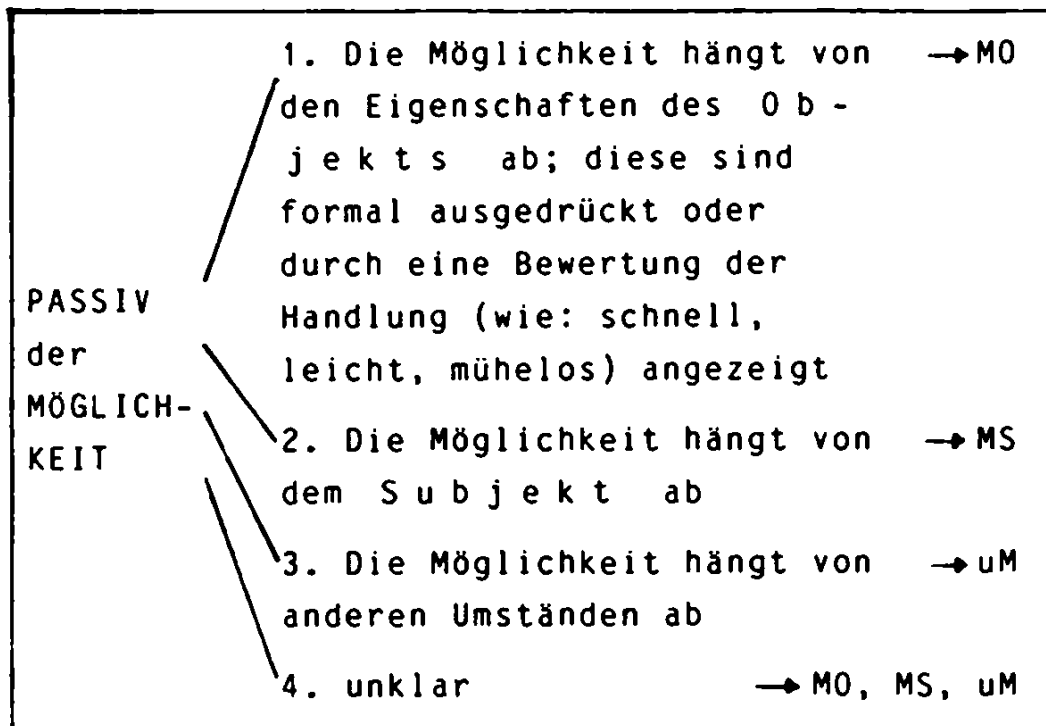 1. Die Möglichkeit hängt von → MO
den Eigenschaften des O b -
j e k t s ab; diese sind
formal ausgedrückt oder
durch eine Bewertung der
Handlung (wie: schnell,
leicht, mühelos) angezeigt
PASSIV
der
MÖGLICH-
KEIT
2. Die Möglichkeit hängt von → MS
dem S u b j e k t ab
3. Die Möglichkeit hängt von → uM
anderen Umständen ab
4. unklar → MO, MS, uM